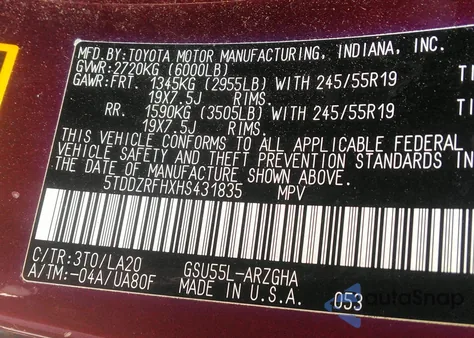 MFD.BY:TOYOTA MOTOR MANUFACTURING, INDIANA, INC.
GVWR:2720KG (6000LB)
GAWR:FRT. 1345KG (2955LB) WITH 245/55R19 TI
19X7.5J RIMS.
RR. 1590KG (3505LB) WITH 245/55R19 TI
19X7.5J RIMS.
THIS VEHICLE CONFORMS TO ALL APPLICABLE FEDERAL
VEHICLE SAFETY AND THEFT PREVENTION STANDARDS IN
THE DATE OF MANUFACTURE SHOWN ABOVE.
5TDDZRFHXHS431835 MPV
C/TR:3T0/LA20 GSU55L-ARZGHA
A/TM:-04A/UA80F MADE IN U.S.A. 053
autoSnap